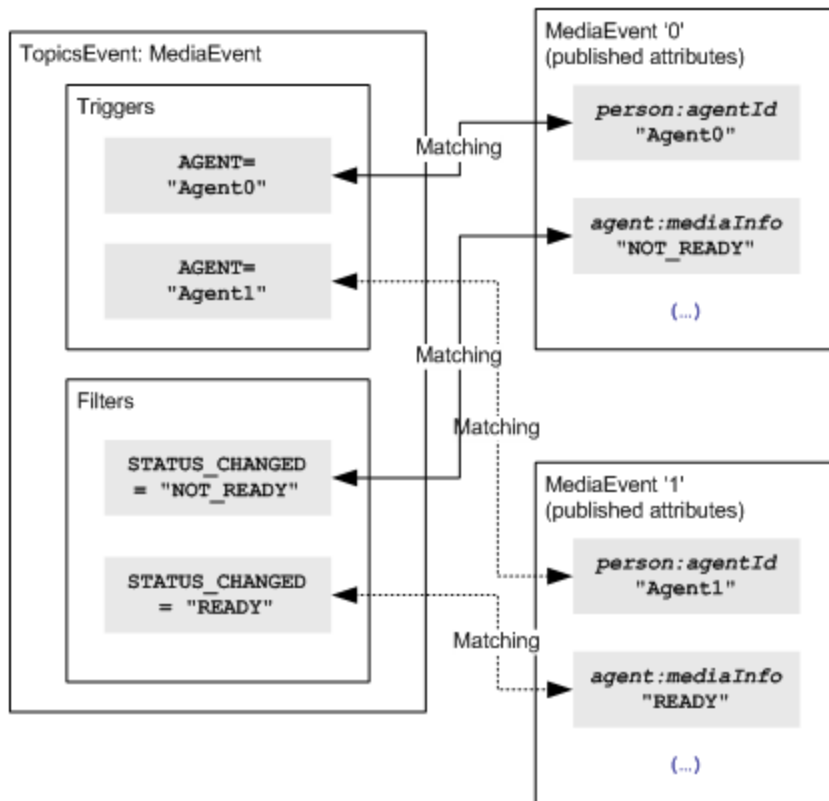 TopicsEvent: MediaEvent
Triggers
AGENT=
"Agent0"
AGENT=
"Agent1"
Filters
STATUS_CHANGED
= "NOT_READY"
STATUS_CHANGED
= "READY"
Matching
Matching
Matching
Matching
MediaEvent '0'
(published attributes)
person:agentId
"Agent0"
agent:mediaInfo
"NOT_READY"
(...)
MediaEvent '1'
(published attributes)
person:agentId
"Agent1"
agent:mediaInfo
"READY"
(...)